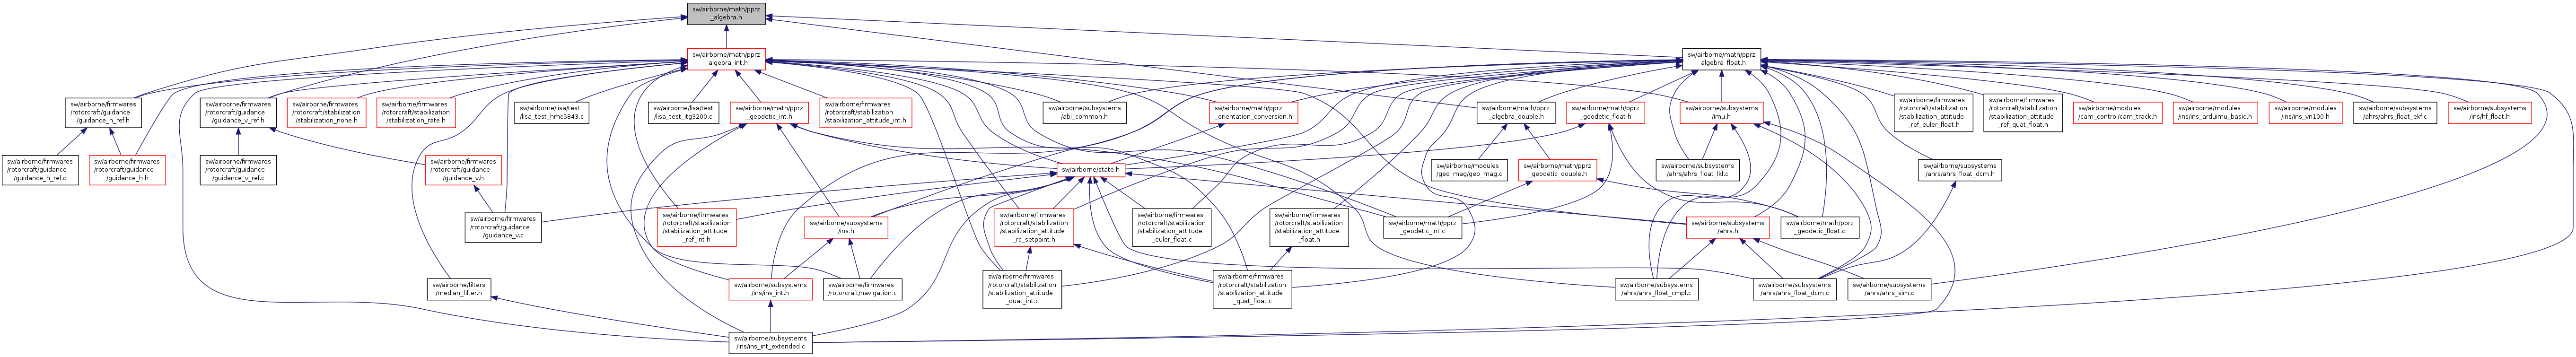 sw/airborne/math/pprz
_algebra.h
sw/airborne/math/pprz
_algebra_int.h
sw/airborne/math/pprz
_algebra_float.h
sw/airborne/firmwares
/rotorcraft/guidance
/guidance_h_ref.h
sw/airborne/firmwares
/rotorcraft/guidance
/guidance_v_ref.h
sw/airborne/firmwares
/rotorcraft/stabilization
/stabilization_none.h
sw/airborne/firmwares
/rotorcraft/stabilization
/stabilization_rate.h
sw/airborne/lisa/test
/lisa_test_hmc5843.c
sw/airborne/lisa/test
/lisa_test_itg3200.c
sw/airborne/math/pprz
_geodetic_int.h
sw/airborne/firmwares
/rotorcraft/stabilization
/stabilization_attitude_int.h
sw/airborne/subsystems
/abi_common.h
sw/airborne/math/pprz
_orientation_conversion.h
sw/airborne/math/pprz
_algebra_double.h
sw/airborne/math/pprz
_geodetic_float.h
sw/airborne/subsystems
/imu.h
sw/airborne/firmwares
/rotorcraft/stabilization
/stabilization_attitude
_ref_euler_float.h
sw/airborne/firmwares
/rotorcraft/stabilization
/stabilization_attitude
_ref_quat_float.h
sw/airborne/modules
/cam_control/cam_track.h
sw/airborne/modules
/ins/ins_arduimu_basic.h
sw/airborne/modules
/ins/ins_vn100.h
sw/airborne/subsystems
/ahrs/ahrs_float_ekf.c
sw/airborne/subsystems
/ins/hf_float.h
sw/airborne/firmwares
/rotorcraft/guidance
/guidance_h_ref.c
sw/airborne/firmwares
/rotorcraft/guidance
/guidance_h.h
sw/airborne/firmwares
/rotorcraft/guidance
/guidance_v_ref.c
sw/airborne/firmwares
/rotorcraft/guidance
/guidance_v.h
sw/airborne/state.h
sw/airborne/modules
/geo_mag/geo_mag.c
sw/airborne/math/pprz
_geodetic_double.h
sw/airborne/subsystems
/ahrs/ahrs_float_lkf.c
sw/airborne/subsystems
/ahrs/ahrs_float_dcm.h
sw/airborne/firmwares
/rotorcraft/guidance
/guidance_v.c
sw/airborne/firmwares
/rotorcraft/stabilization
/stabilization_attitude
_ref_int.h
sw/airborne/subsystems
/ins.h
sw/airborne/firmwares
/rotorcraft/stabilization
/stabilization_attitude
_rc_setpoint.h
sw/airborne/firmwares
/rotorcraft/stabilization
/stabilization_attitude
_euler_float.c
sw/airborne/firmwares
/rotorcraft/stabilization
/stabilization_attitude
_float.h
sw/airborne/math/pprz
_geodetic_int.c
sw/airborne/subsystems
/ahrs.h
sw/airborne/math/pprz
_geodetic_float.c
sw/airborne/filters
/median_filter.h
sw/airborne/subsystems
/ins/ins_int.h
sw/airborne/firmwares
/rotorcraft/navigation.c
sw/airborne/firmwares
/rotorcraft/stabilization
/stabilization_attitude
_quat_int.c
sw/airborne/firmwares
/rotorcraft/stabilization
/stabilization_attitude
_quat_float.c
sw/airborne/subsystems
/ahrs/ahrs_float_cmpl.c
sw/airborne/subsystems
/ahrs/ahrs_float_dcm.c
sw/airborne/subsystems
/ahrs/ahrs_sim.c
sw/airborne/subsystems
/ins/ins_int_extended.c